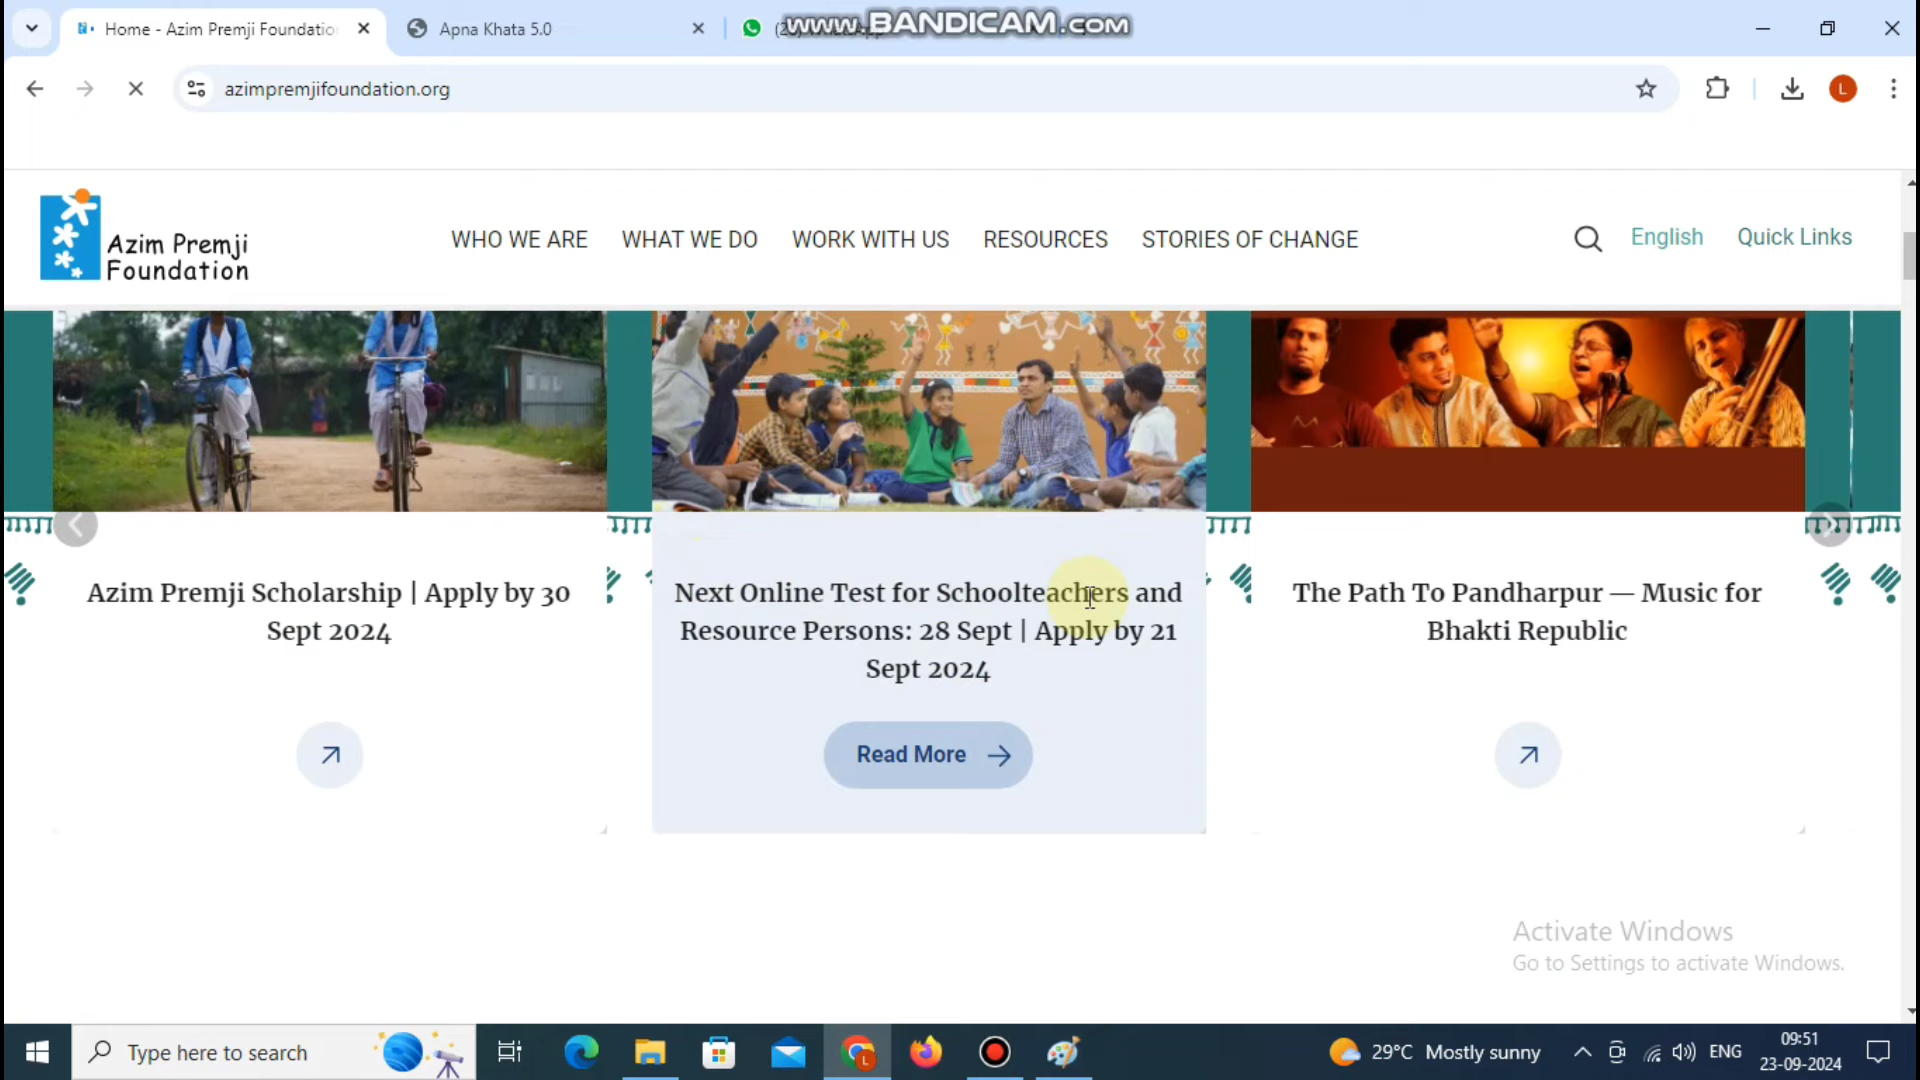 Home - Azim Premji Foundatio
Apna Khata 5.0
www.BANDICAM.com
azimpremjifoundation.org
L
Azim Premji
Foundation
WHO WE ARE
WHAT WE DO
WORK WITH US
RESOURCES
STORIES OF CHANGE
English
Quick Links
Azim Premji Scholarship | Apply by 30
Sept 2024
Next Online Test for Schoolteachers and
Resource Persons: 28 Sept | Apply by 21
Sept 2024
Read More
The Path To Pandharpur — Music for
Bhakti Republic
Activate Windows
Go to Settings to activate Windows.
Type here to search
L
29°C Mostly sunny
ENG
09:51
23-09-2024